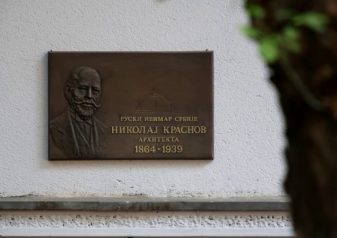 РУСКИ НЕИМАР СРБИЈЕ
НИКОЛАЈ КРАСНОВ
АРХИТЕКТА
1864-1939